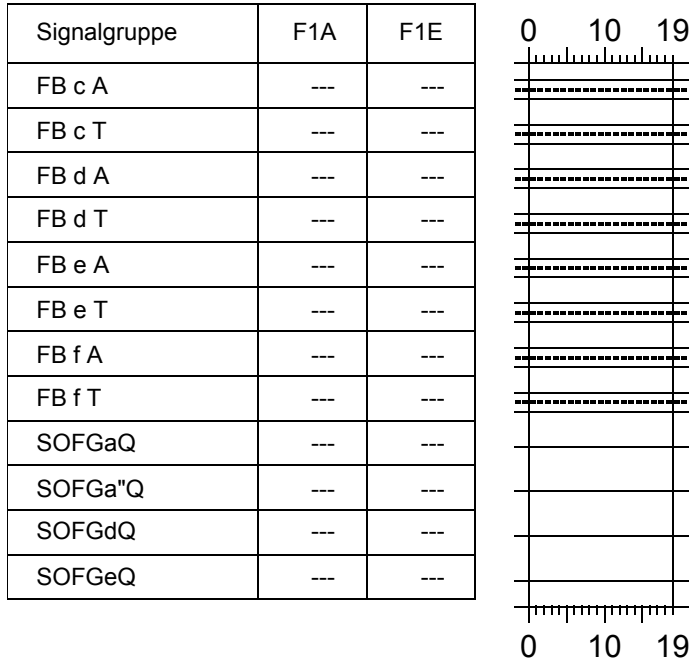 Signalgruppe F1A F1E 0 10 19
FB c A --- ---
FB c T --- ---
FB d A --- ---
FB d T --- ---
FB e A --- ---
FB e T --- ---
FB f A --- ---
FB f T --- ---
SOFGaQ --- ---
SOFGa"Q --- ---
SOFGdQ --- ---
SOFGeQ --- ---
0 10 19